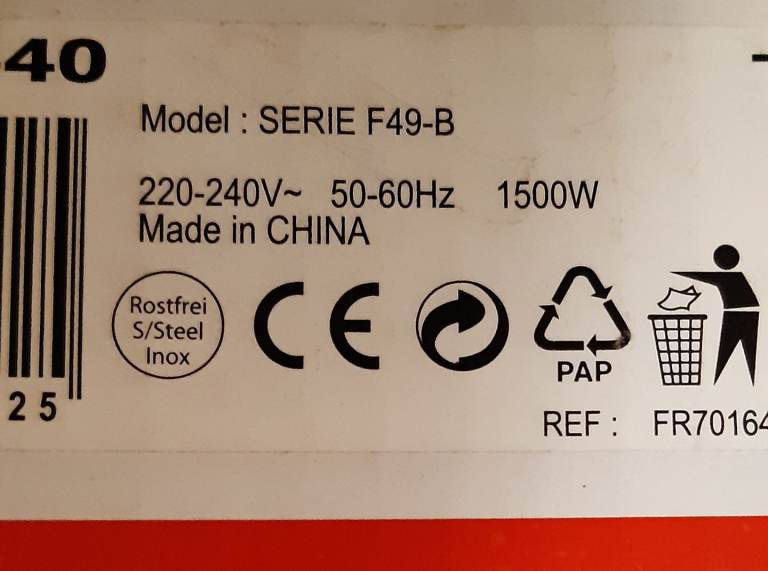 40
Model : SERIE F49-B
220-240V~ 50-60Hz 1500W
Made in CHINA
Rostfrei
S/Steel
Inox
CE
PAP
25
REF : FR70164